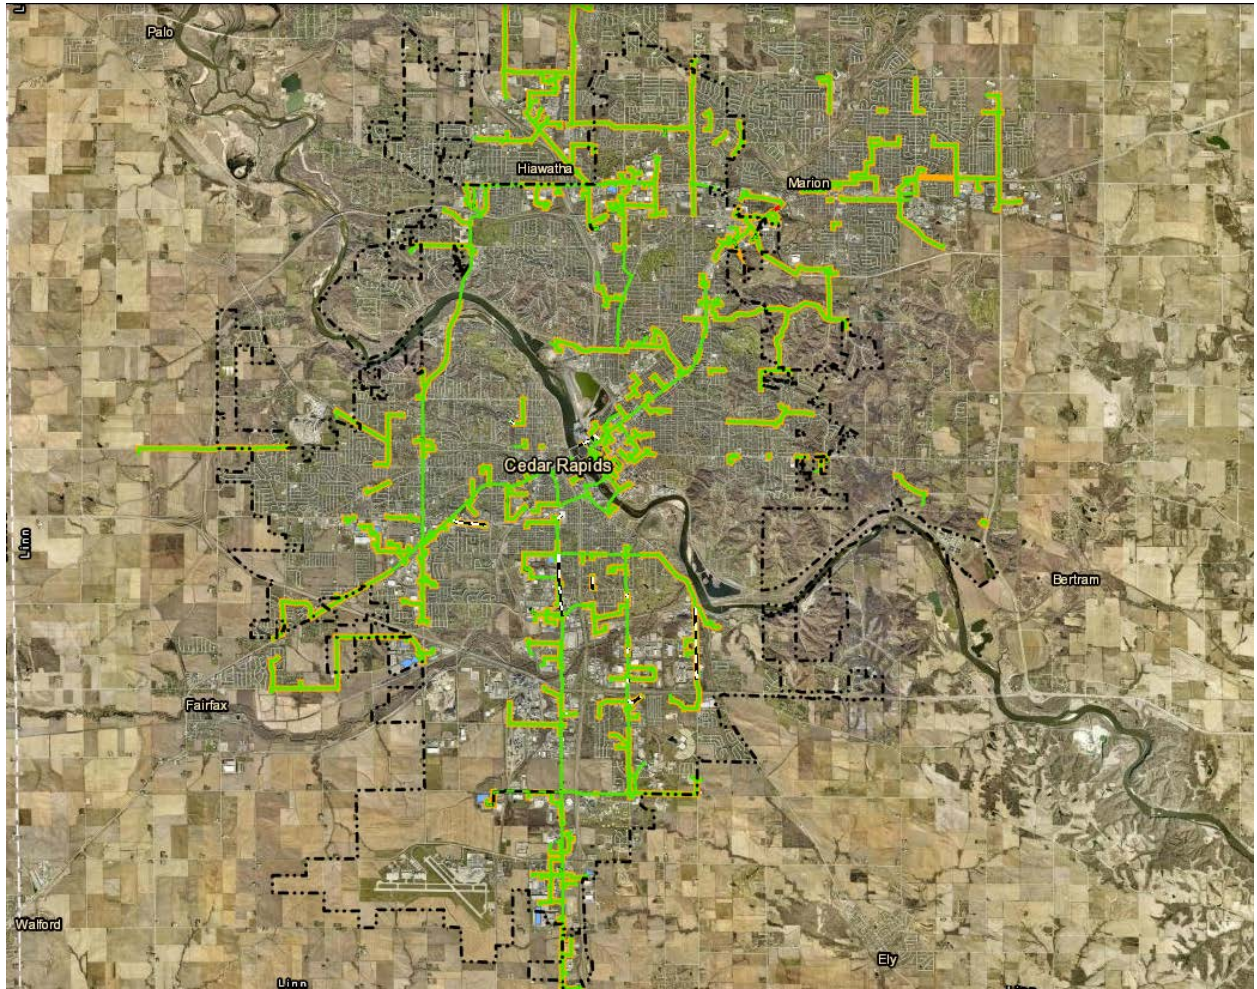 Palo
Hiawatha
Marion
Cedar Rapids
Linn
Bertram
Fairfax
Walford
Ely
Linn